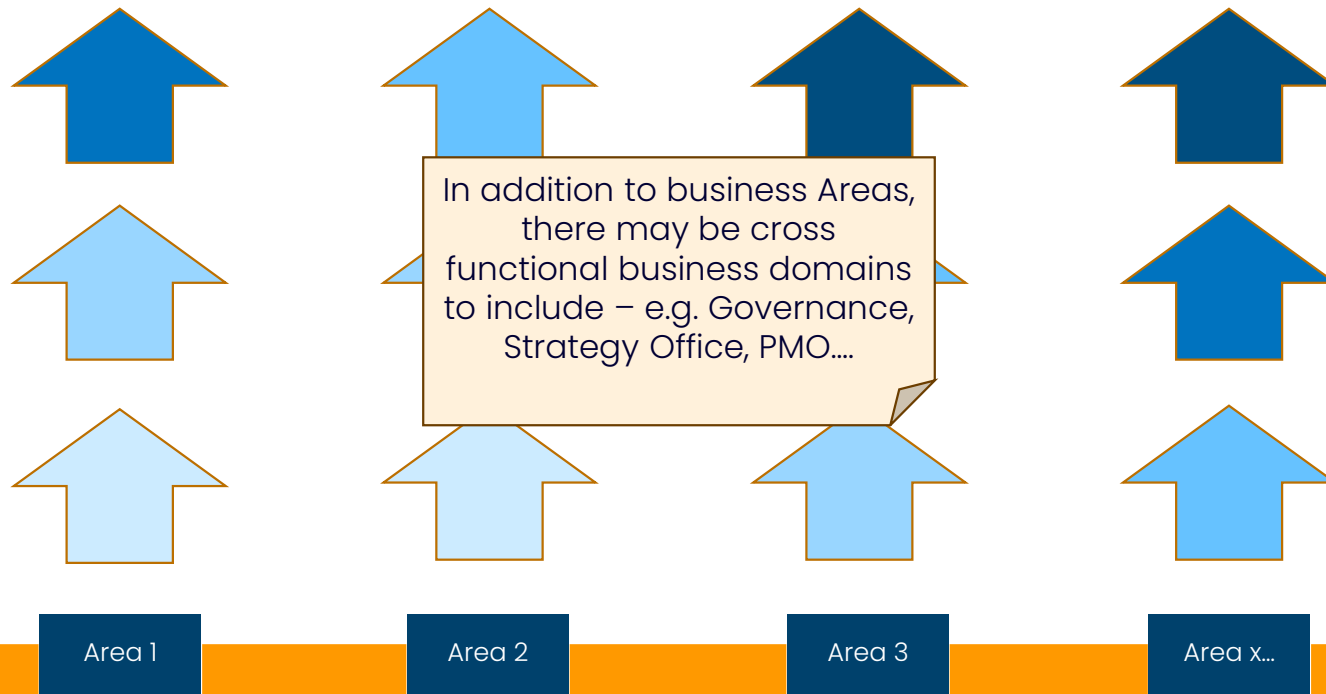 In addition to business Areas,
there may be cross
functional business domains
to include – e.g. Governance,
Strategy Office, PMO....
Area 1
Area 2
Area 3
Area x...